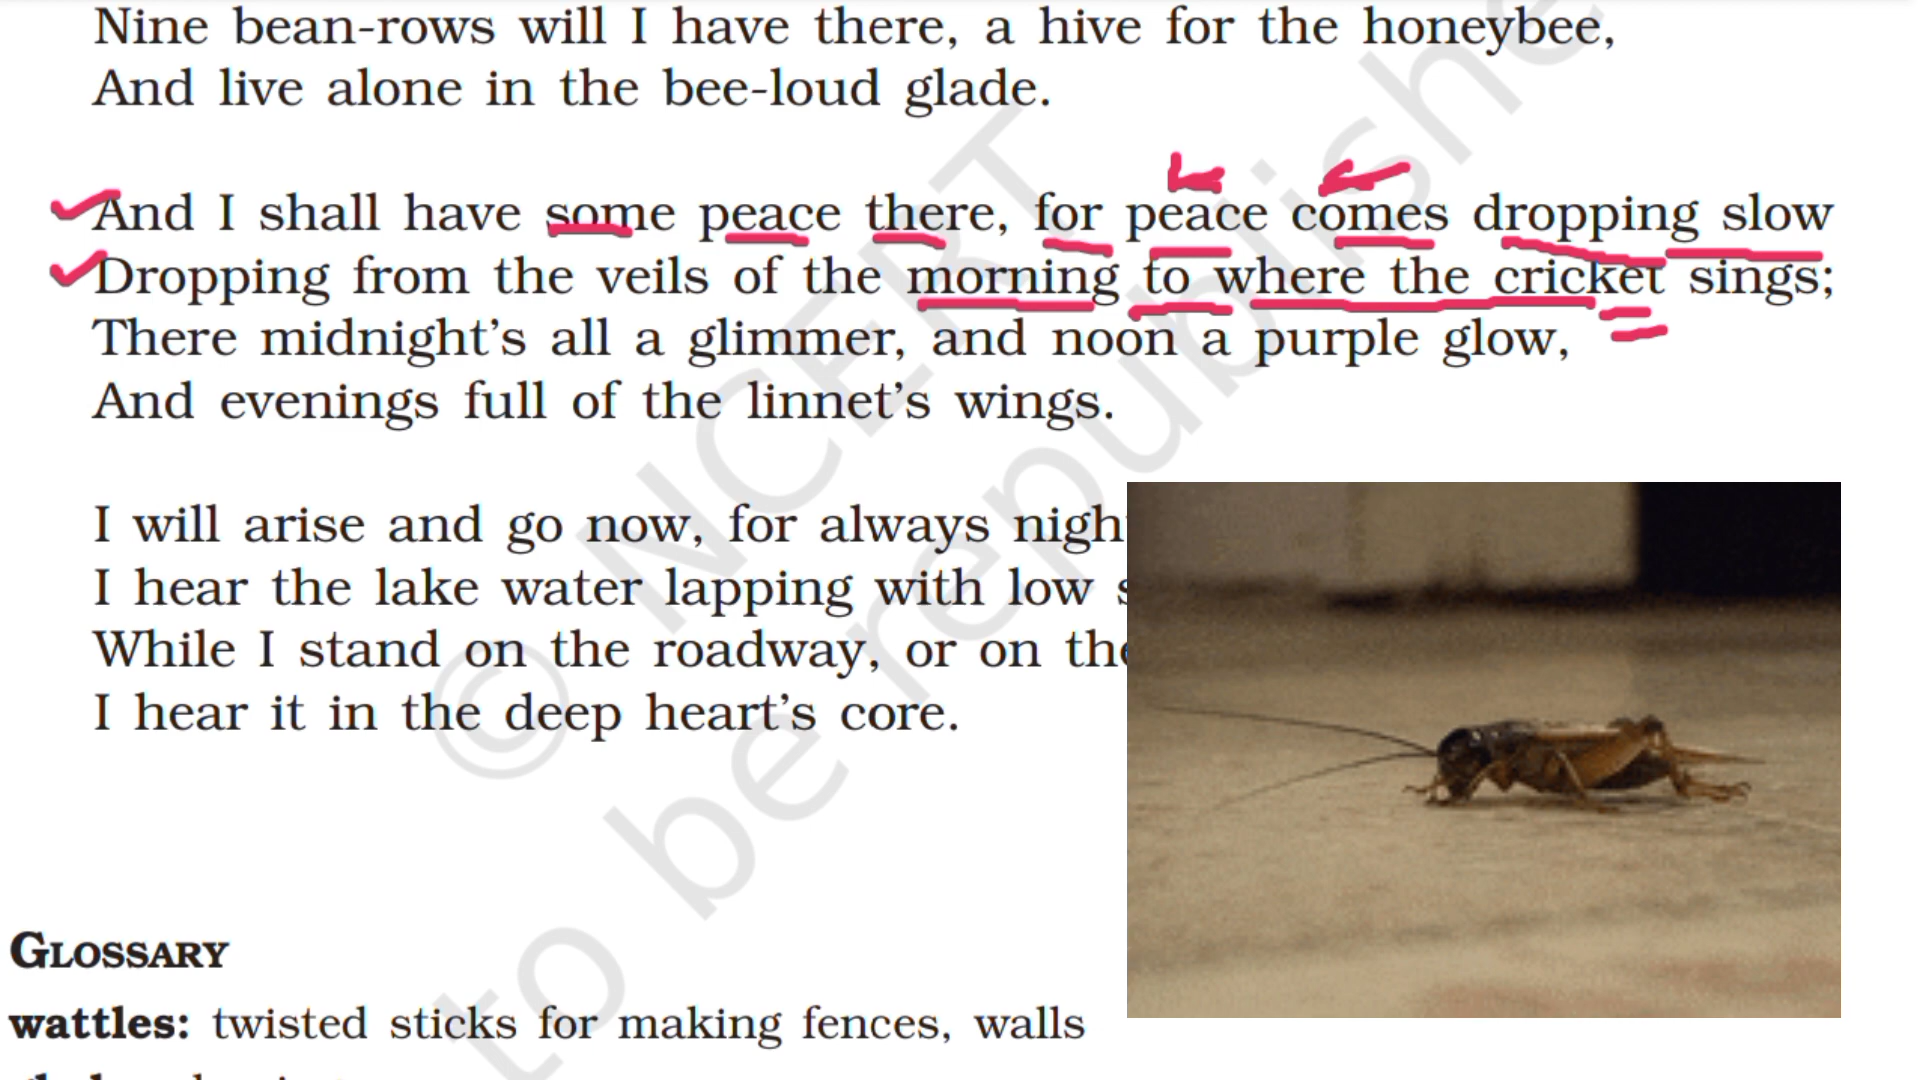 Nine bean-rows will I have there, a hive for the honeybee,
And live alone in the bee-loud glade.
And I shall have some peace there, for peace comes dropping slow
Dropping from the veils of the morning to where the cricket sings;
There midnight’s all a glimmer, and noon a purple glow,
And evenings full of the linnet’s wings.
I will arise and go now, for always nigh
I hear the lake water lapping with low
While I stand on the roadway, or on the
I hear it in the deep heart’s core.
GLOSSARY
wattles: twisted sticks for making fences, walls
© NCERT
to be republishe